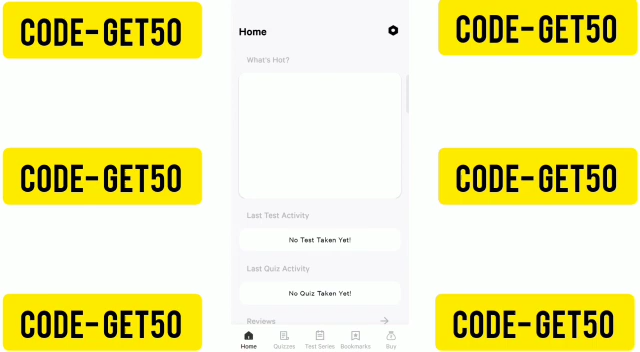 CODE-GET50
CODE-GET50
Home
What's Hot?
CODE-GET50
CODE-GET50
Last Test Activity
No Test Taken Yet!
Last Quiz Activity
No Quiz Taken Yet!
CODE-GET50
CODE-GET50
Reviews
Home
Quizzes
Test Series
Bookmarks
Buy